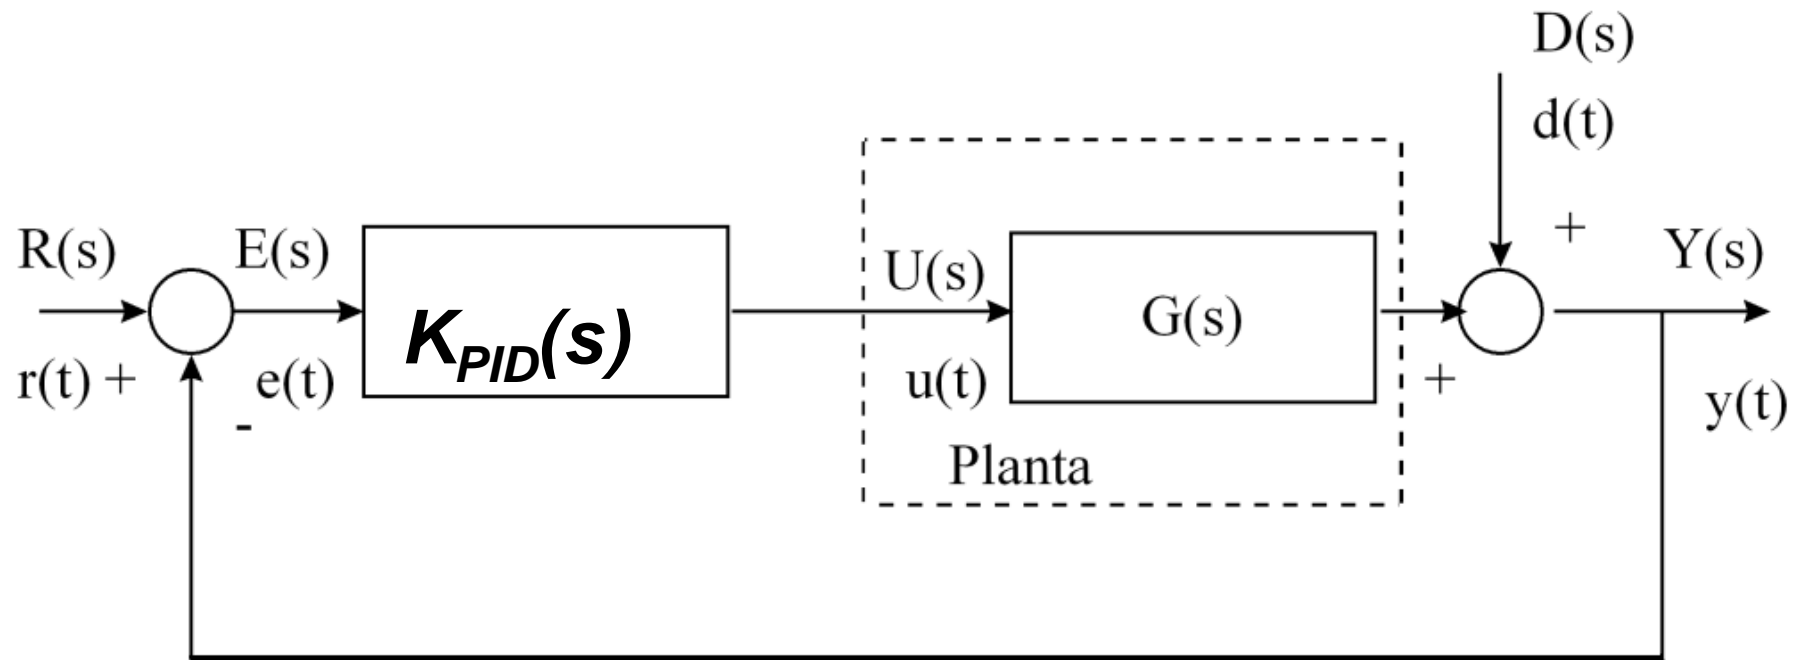 D(s)
d(t)
+
R(s)
E(s)
K_PID(s)
U(s)
G(s)
Y(s)
r(t) +
e(t)
-
u(t)
+
y(t)
Planta